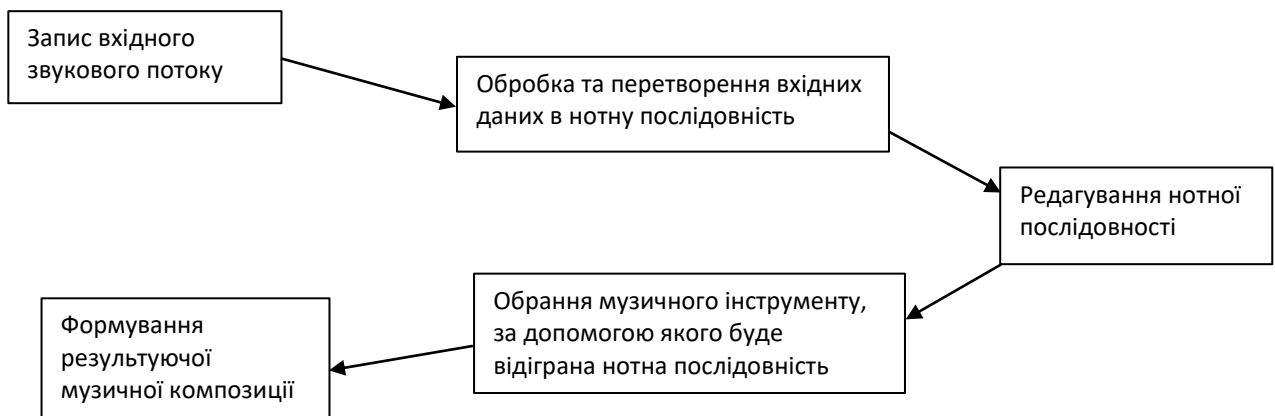 Запис вхідного
звукового потоку
Обробка та перетворення вхідних
даних в нотну послідовність
Редагування нотної
послідовності
Обрання музичного інструменту,
за допомогою якого буде
відіграна нотна послідовність
Формування
результуючої
музичної композиції